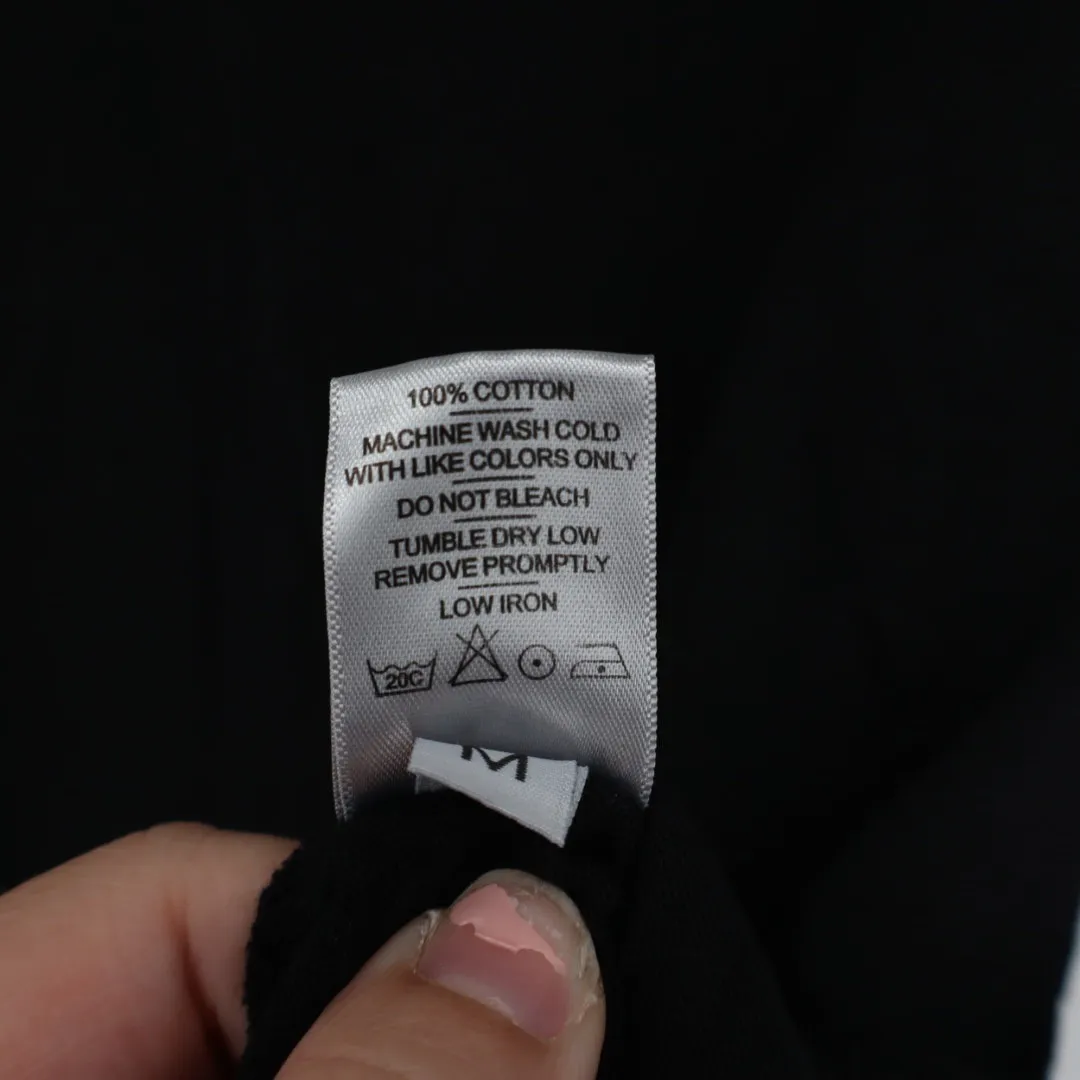 100% COTTON
MACHINE WASH COLD
WITH LIKE COLORS ONLY
DO NOT BLEACH
TUMBLE DRY LOW
REMOVE PROMPTLY
LOW IRON
20C
M